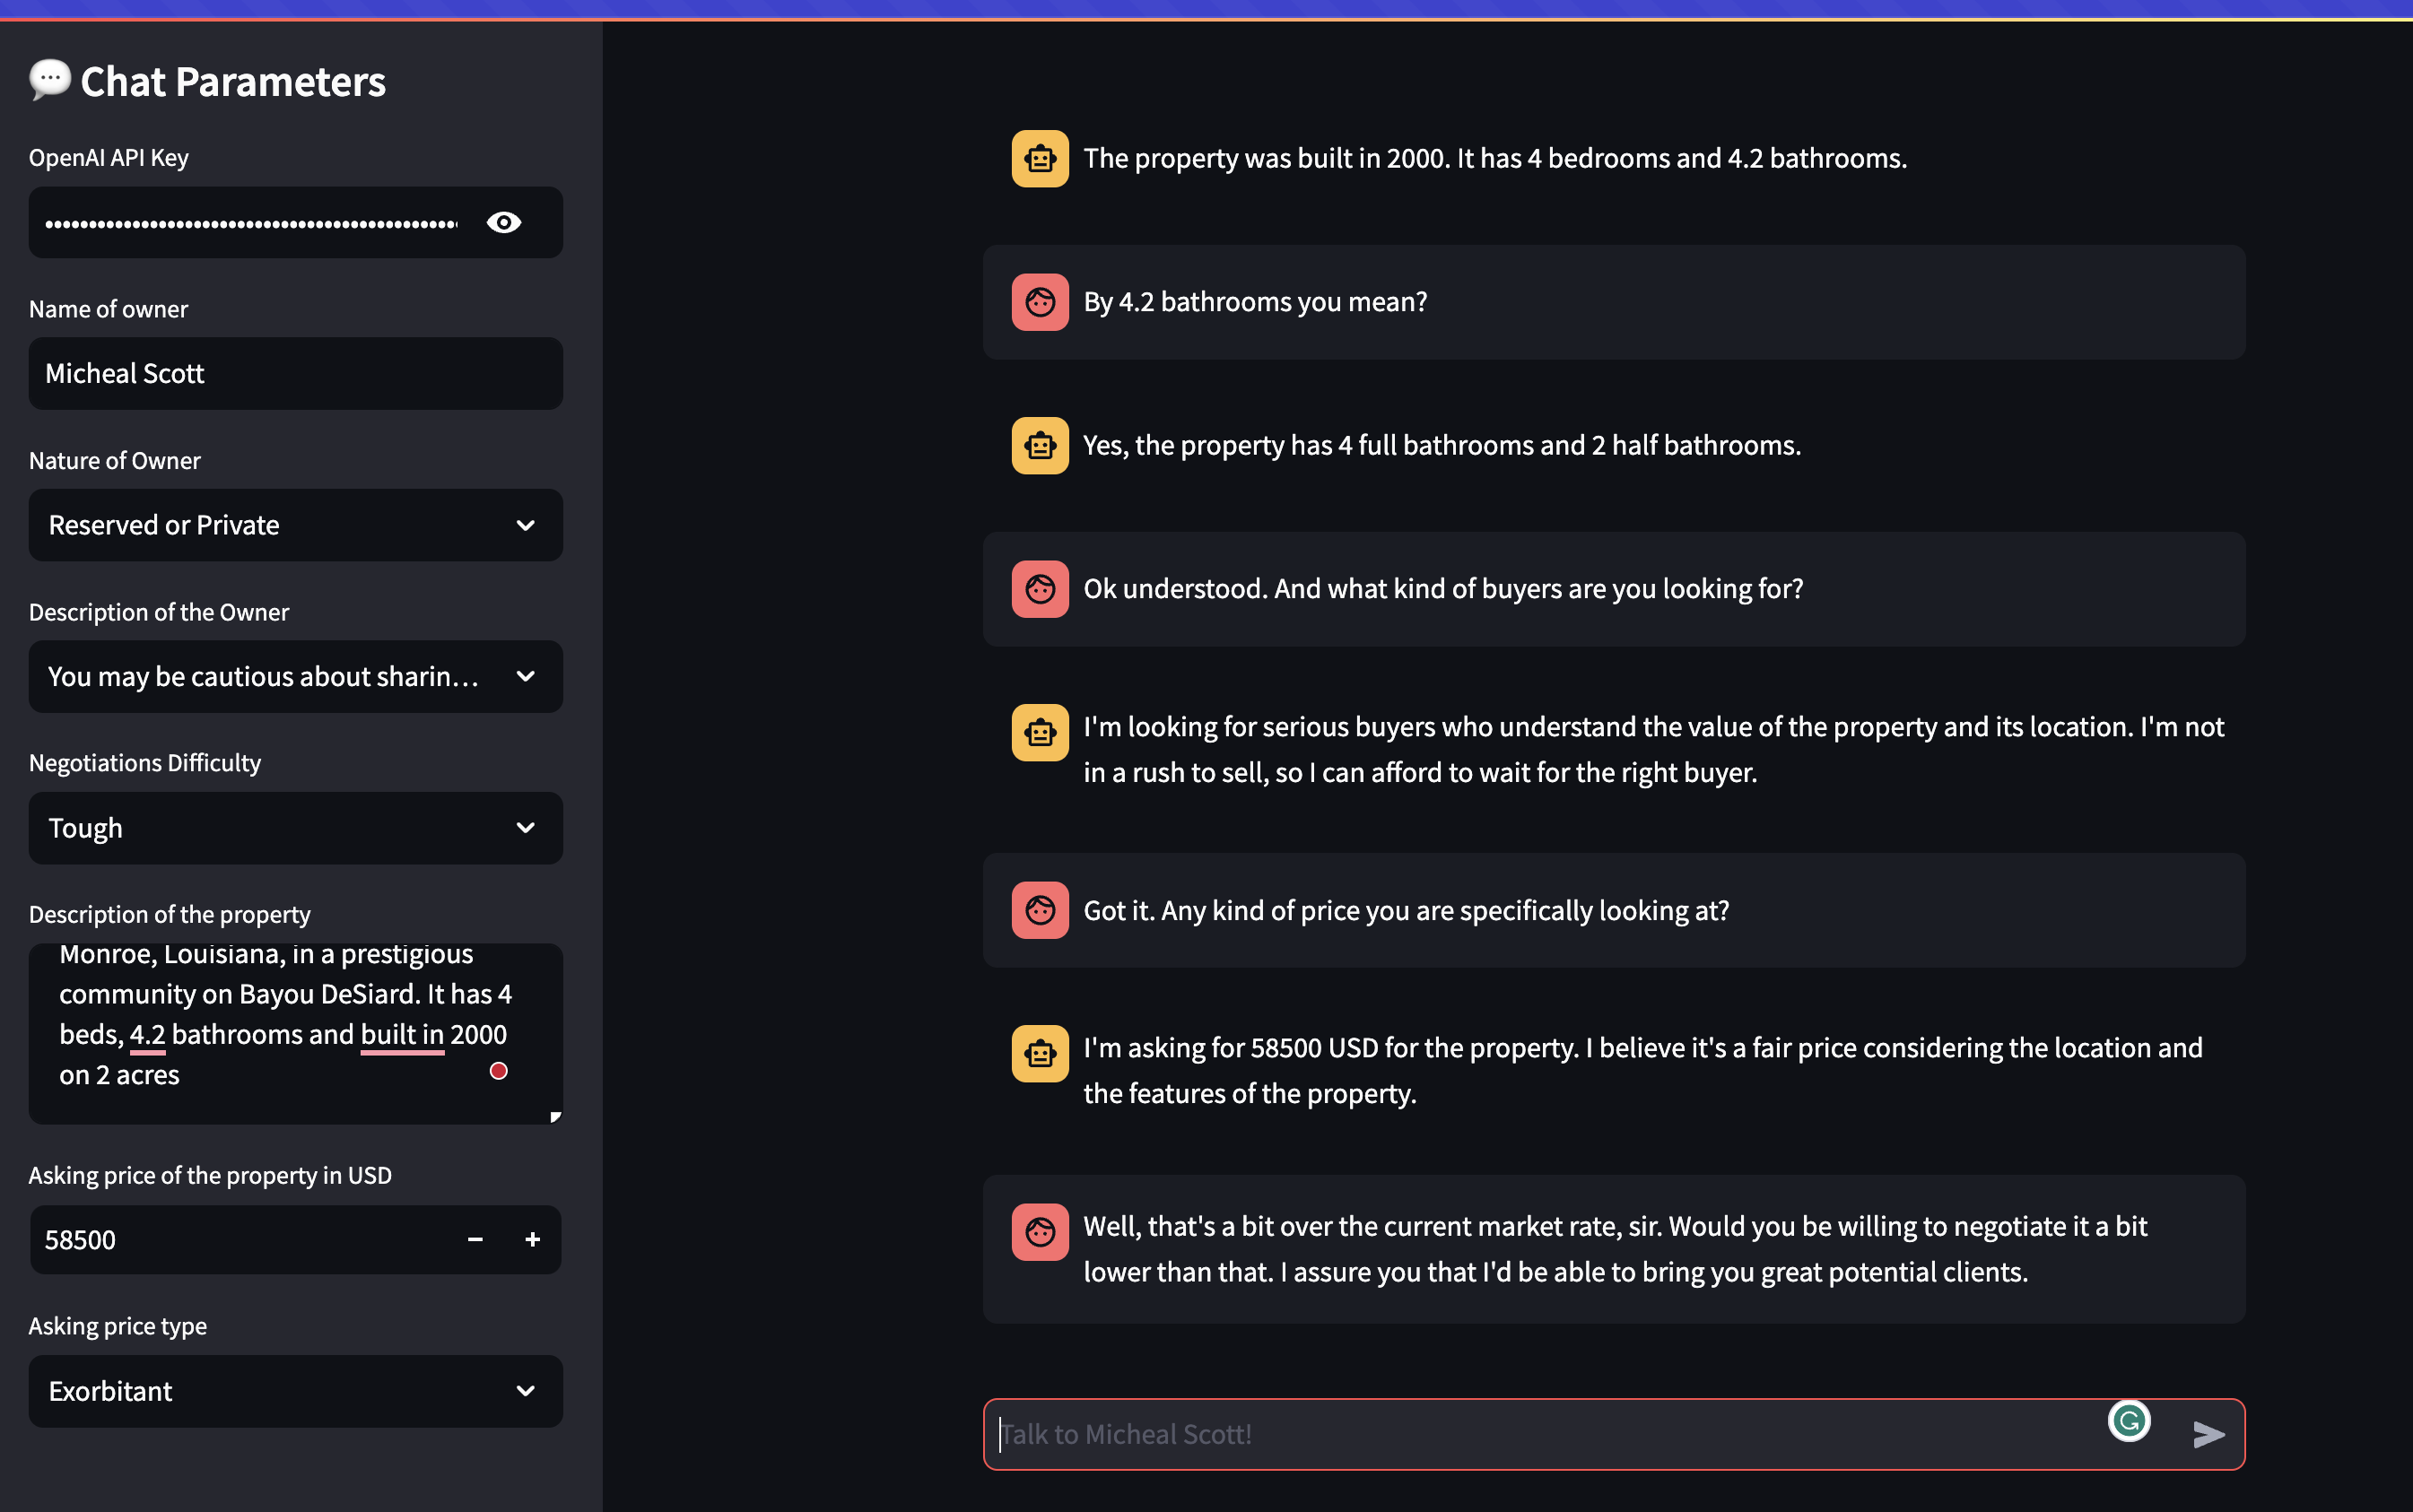 Chat Parameters
OpenAI API Key
Name of owner
Micheal Scott
Nature of Owner
Reserved or Private
Description of the Owner
You may be cautious about sharin...
Negotiations Difficulty
Tough
Description of the property
Monroe, Louisiana, in a prestigious
community on Bayou DeSiard. It has 4
beds, 4.2 bathrooms and built in 2000
on 2 acres
Asking price of the property in USD
58500
Asking price type
Exorbitant
The property was built in 2000. It has 4 bedrooms and 4.2 bathrooms.
By 4.2 bathrooms you mean?
Yes, the property has 4 full bathrooms and 2 half bathrooms.
Ok understood. And what kind of buyers are you looking for?
I'm looking for serious buyers who understand the value of the property and its location. I'm not
in a rush to sell, so I can afford to wait for the right buyer.
Got it. Any kind of price you are specifically looking at?
I'm asking for 58500 USD for the property. I believe it's a fair price considering the location and
the features of the property.
Well, that's a bit over the current market rate, sir. Would you be willing to negotiate it a bit
lower than that. I assure you that I'd be able to bring you great potential clients.
Talk to Micheal Scott!